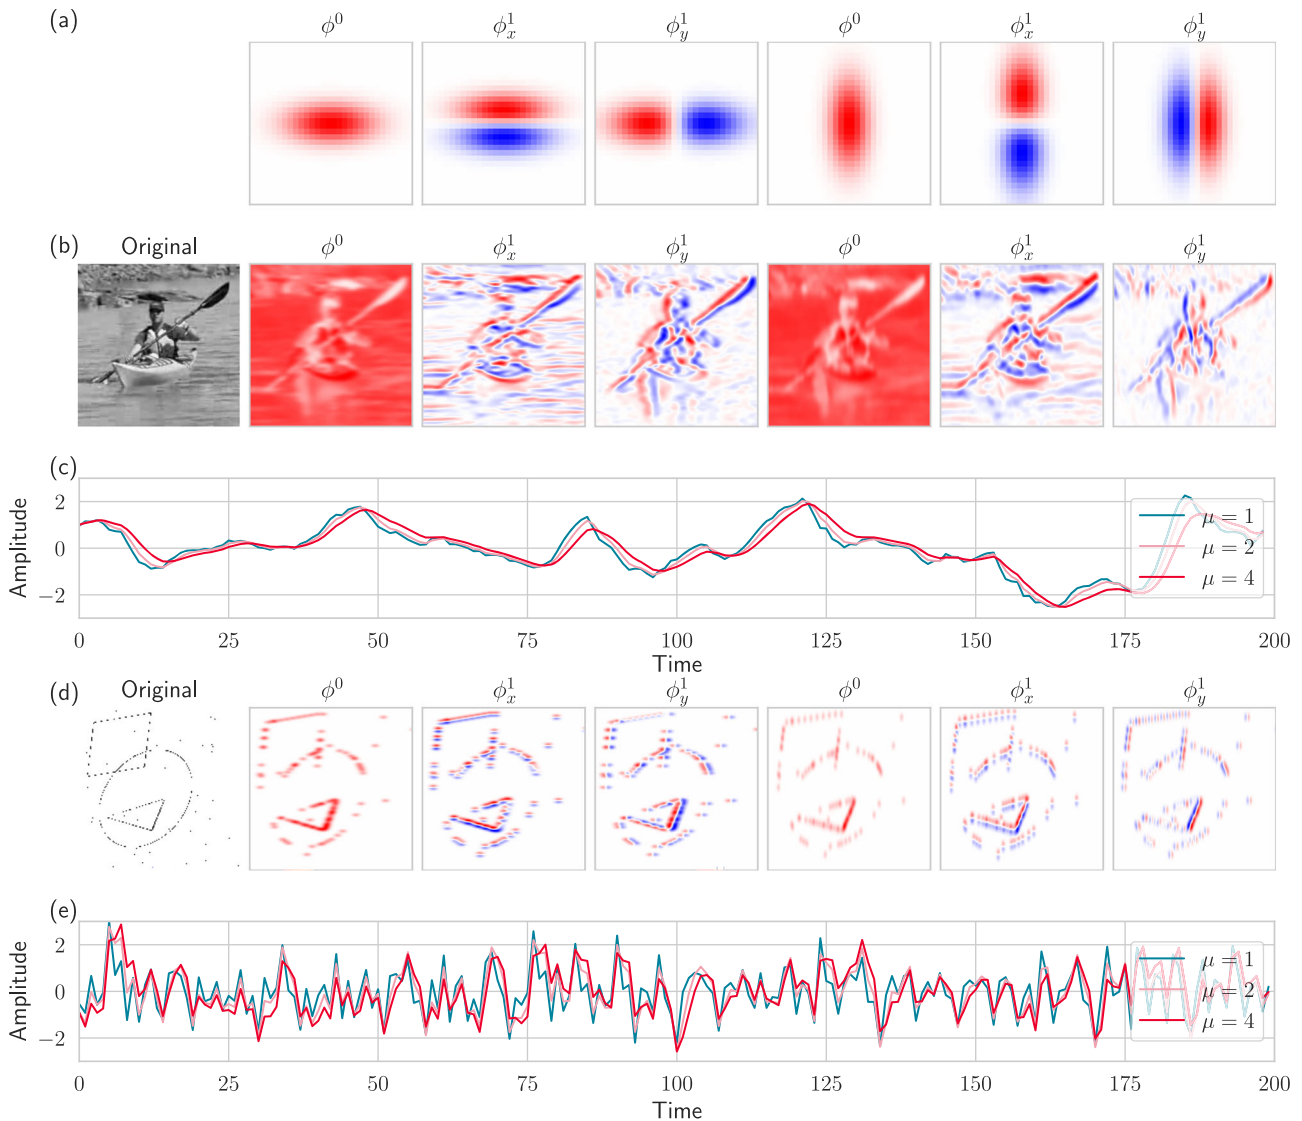 (a) ϕ⁰ ϕ¹ₓ ϕ¹ᵧ ϕ⁰ ϕ¹ₓ ϕ¹ᵧ
(b) Original ϕ⁰ ϕ¹ₓ ϕ¹ᵧ ϕ⁰ ϕ¹ₓ ϕ¹ᵧ
(c)
Amplitude
2
0
−2
μ = 1
μ = 2
μ = 4
0 25 50 75 100 125 150 175 200
Time
(d) Original ϕ⁰ ϕ¹ₓ ϕ¹ᵧ ϕ⁰ ϕ¹ₓ ϕ¹ᵧ
(e)
Amplitude
2
0
−2
μ = 1
μ = 2
μ = 4
0 25 50 75 100 125 150 175 200
Time